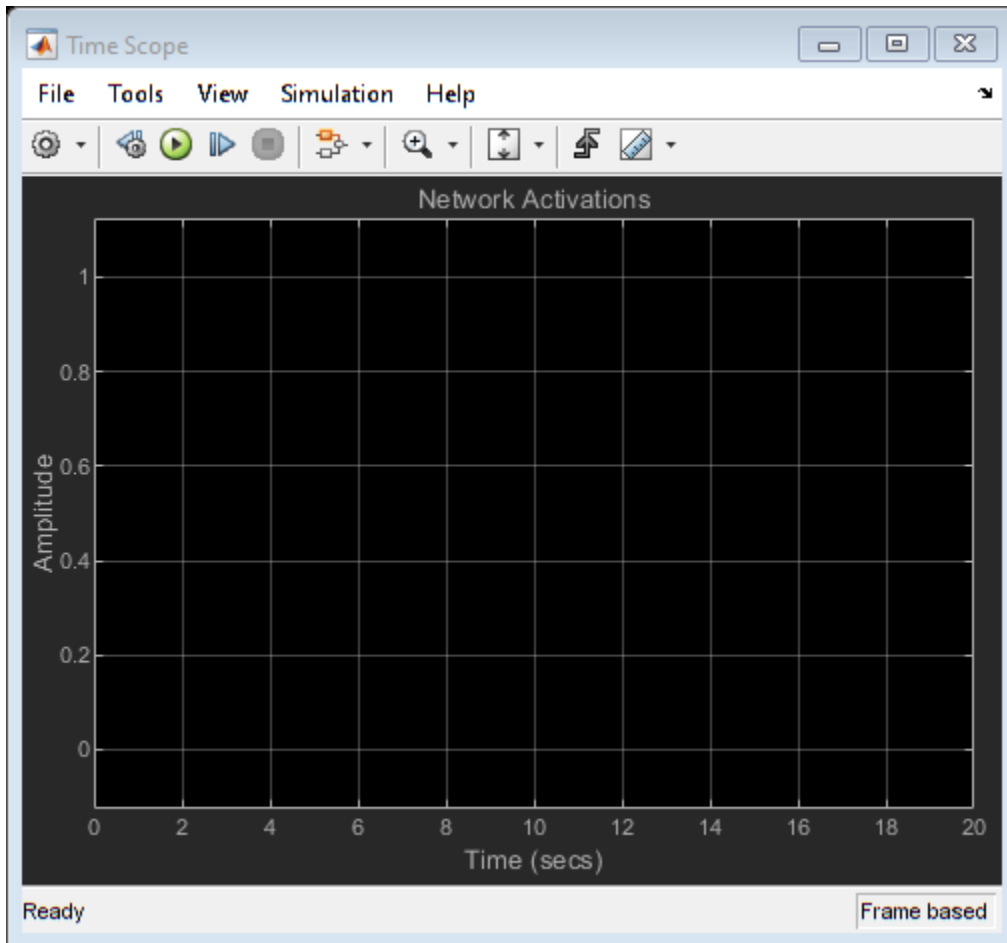 Time Scope
File Tools View Simulation Help
Network Activations
1
0.8
0.6
0.4
0.2
0
Amplitude
0 2 4 6 8 10 12 14 16 18 20
Time (secs)
Ready Frame based